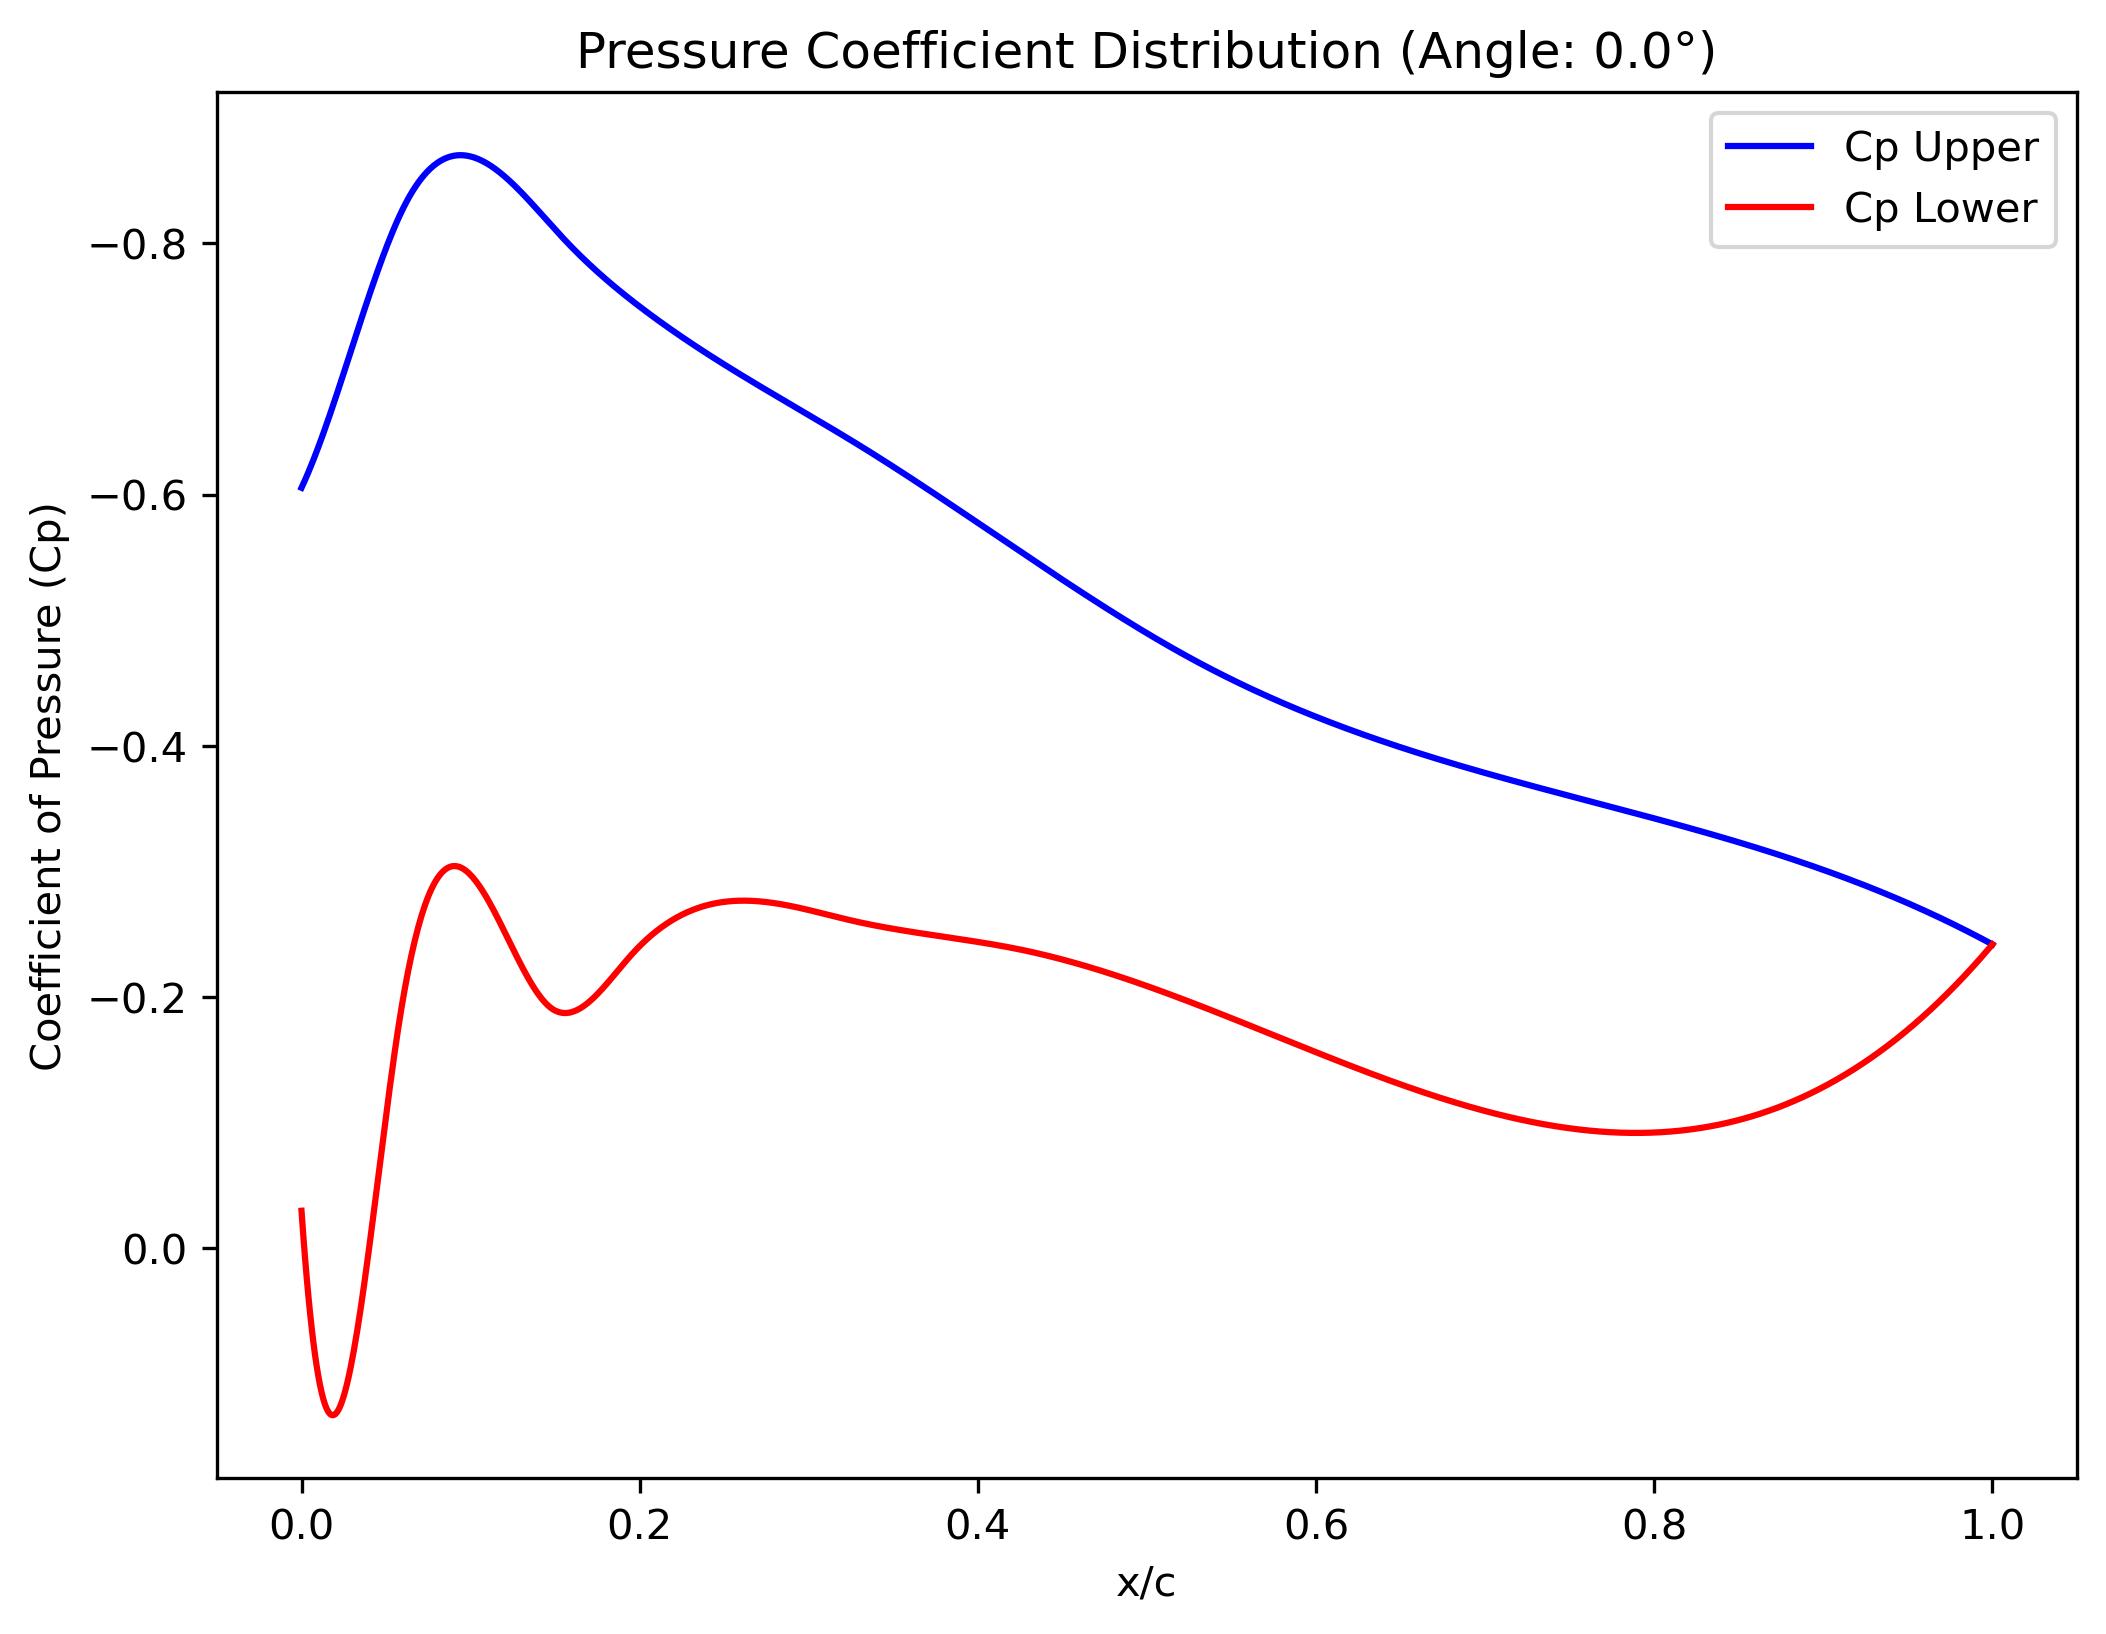 Pressure Coefficient Distribution (Angle: 0.0°)
Cp Upper
Cp Lower
Coefficient of Pressure (Cp)
−0.8
−0.6
−0.4
−0.2
0.0
0.0 0.2 0.4 0.6 0.8 1.0
x/c